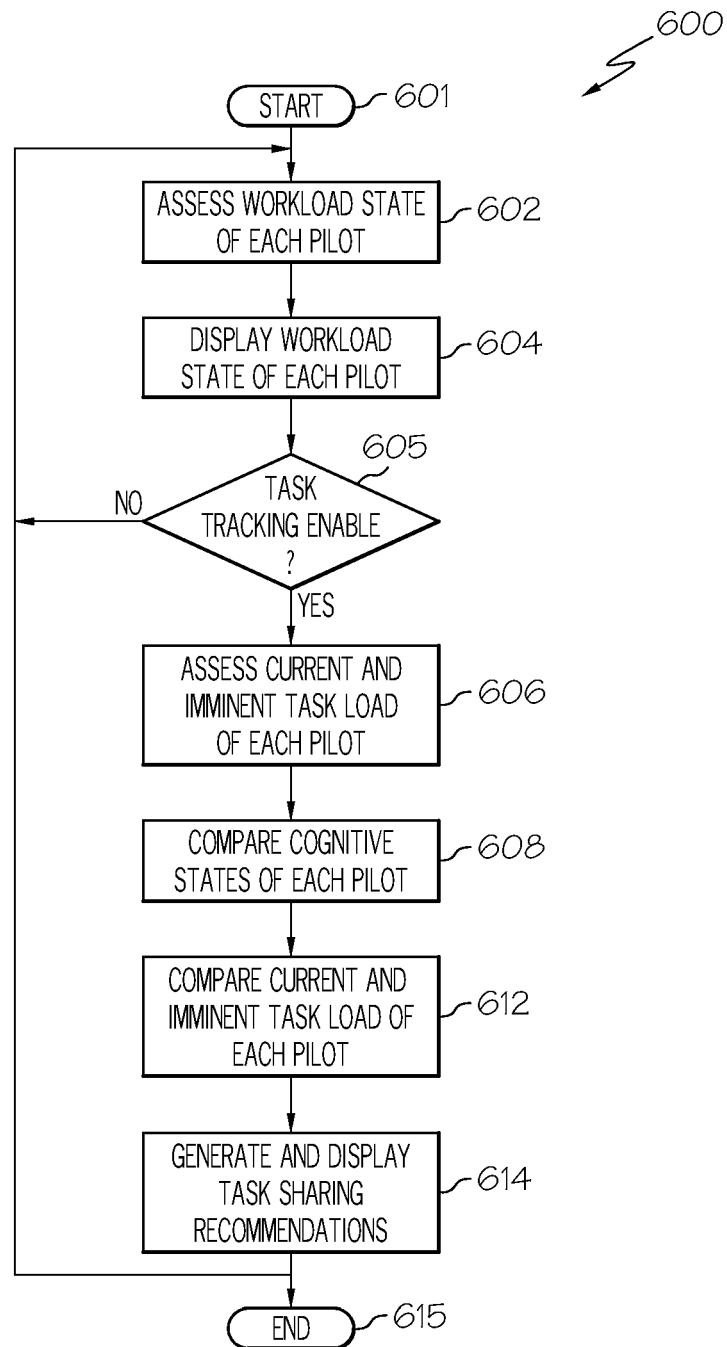 600
START
601
ASSESS WORKLOAD STATE
OF EACH PILOT
602
DISPLAY WORKLOAD
STATE OF EACH PILOT
604
605
TASK
TRACKING ENABLE
?
NO
YES
ASSESS CURRENT AND
IMMINENT TASK LOAD
OF EACH PILOT
606
COMPARE COGNITIVE
STATES OF EACH PILOT
608
COMPARE CURRENT AND
IMMINENT TASK LOAD OF
EACH PILOT
612
GENERATE AND DISPLAY
TASK SHARING
RECOMMENDATIONS
614
END
615